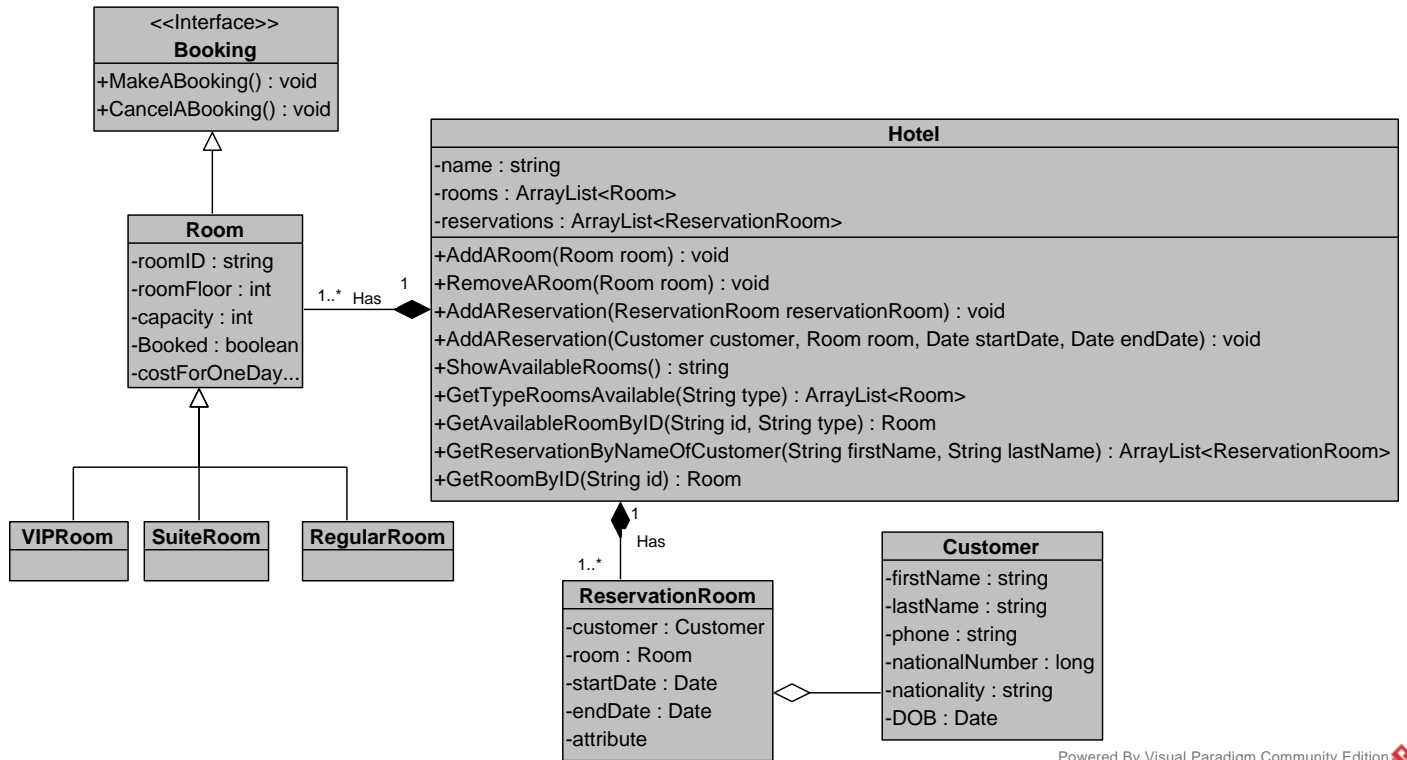 <<Interface>>
Booking
+MakeABooking() : void
+CancelABooking() : void
Hotel
-name : string
-rooms : ArrayList<Room>
-reservations : ArrayList<ReservationRoom>
+AddARoom(Room room) : void
+RemoveARoom(Room room) : void
+AddAReservation(ReservationRoom reservationRoom) : void
+AddAReservation(Customer customer, Room room, Date startDate, Date endDate) : void
+ShowAvailableRooms() : string
+GetTypeRoomsAvailable(String type) : ArrayList<Room>
+GetAvailableRoomByID(String id, String type) : Room
+GetReservationByNameOfCustomer(String firstName, String lastName) : ArrayList<ReservationRoom>
+GetRoomByID(String id) : Room
Room
-roomID : string
-roomFloor : int
-capacity : int
-Booked : boolean
-costForOneDay...
1..* Has 1
VIPRoom
SuiteRoom
RegularRoom
1
Has
1..*
ReservationRoom
-customer : Customer
-room : Room
-startDate : Date
-endDate : Date
-attribute
Customer
-firstName : string
-lastName : string
-phone : string
-nationalNumber : long
-nationality : string
-DOB : Date
Powered By Visual Paradigm Community Edition